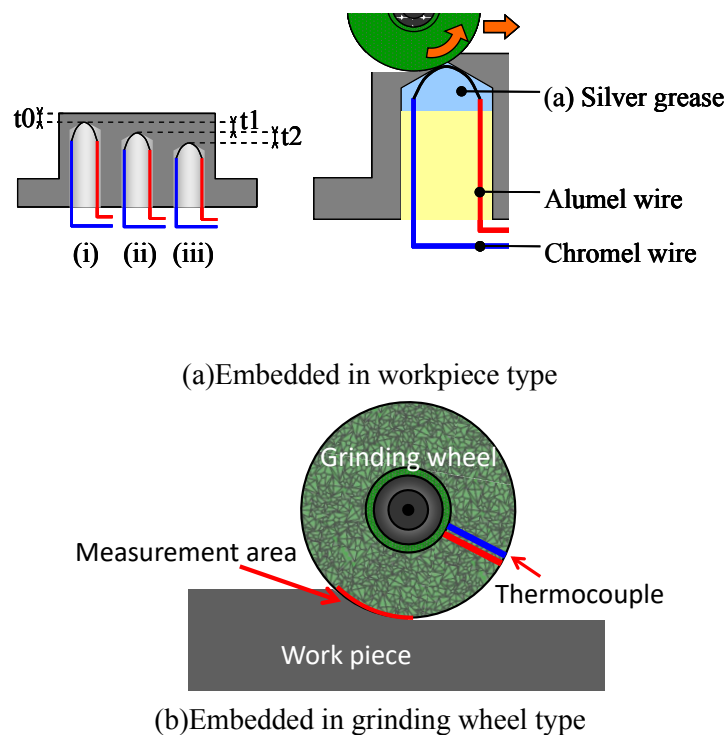 t0
t1
t2
(i) (ii) (iii)
(a) Silver grease
Alumel wire
Chromel wire
(a)Embedded in workpiece type
Grinding wheel
Measurement area
Thermocouple
Work piece
(b)Embedded in grinding wheel type